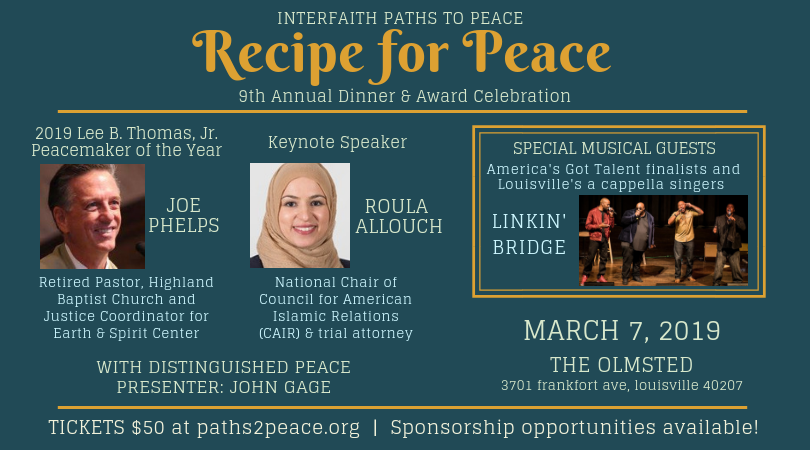 INTERFAITH PATHS TO PEACE
Recipe for Peace
9th Annual Dinner & Award Celebration
2019 Lee B. Thomas, Jr.
Peacemaker of the Year
JOE
PHELPS
Retired Pastor, Highland
Baptist Church and
Justice Coordinator for
Earth & Spirit Center
Keynote Speaker
ROULA
ALLOUCH
National Chair of
Council for American
Islamic Relations
(CAIR) & trial attorney
WITH DISTINGUISHED PEACE
PRESENTER: JOHN GAGE
SPECIAL MUSICAL GUESTS
America's Got Talent finalists and
Louisville's a cappella singers
LINKIN'
BRIDGE
MARCH 7, 2019
THE OLMSTED
3701 frankfort ave, louisville 40207
TICKETS $50 at paths2peace.org | Sponsorship opportunities available!